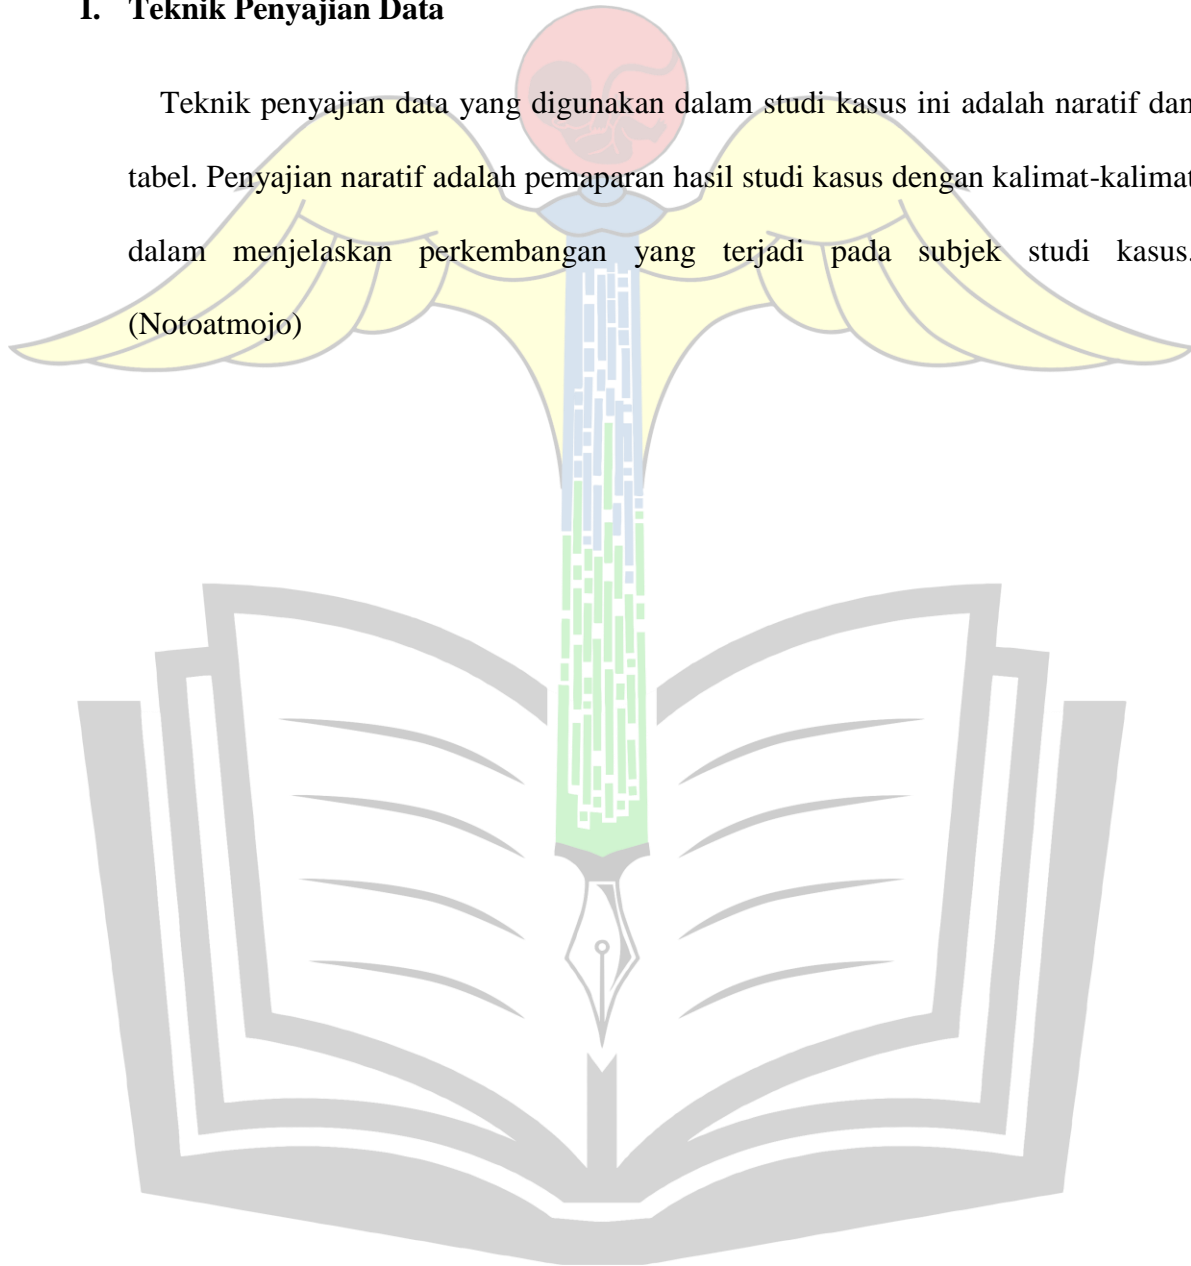 I. Teknik Penyajian Data
Teknik penyajian data yang digunakan dalam studi kasus ini adalah naratif dan
tabel. Penyajian naratif adalah pemaparan hasil studi kasus dengan kalimat-kalimat
dalam menjelaskan perkembangan yang terjadi pada subjek studi kasus.
(Notoatmojo)